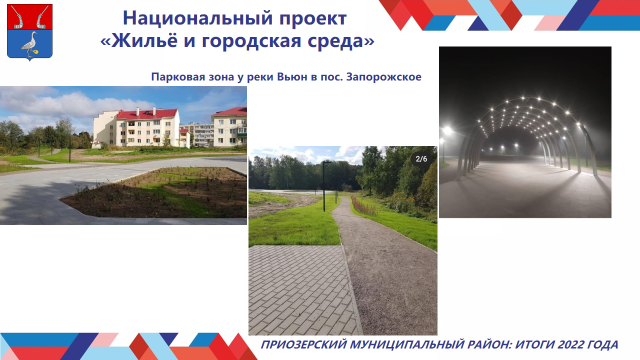 Национальный проект
«Жильё и городская среда»
Парковая зона у реки Вьюн в пос. Запорожское
2/6
ПРИОЗЕРСКИЙ МУНИЦИПАЛЬНЫЙ РАЙОН: ИТОГИ 2022 ГОДА